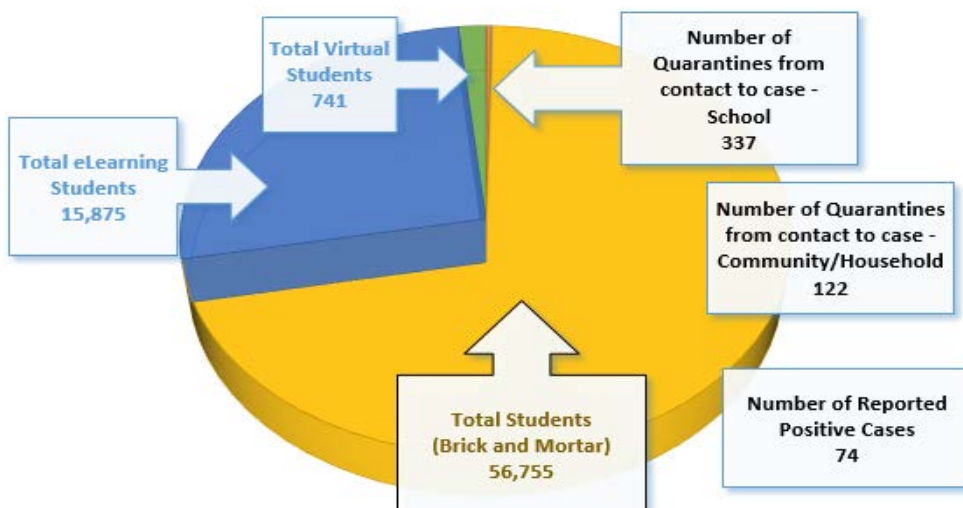 Total Virtual
Students
741
Number of
Quarantines from
contact to case -
School
337
Total eLearning
Students
15,875
Number of Quarantines
from contact to case -
Community/Household
122
Total Students
(Brick and Mortar)
56,755
Number of Reported
Positive Cases
74